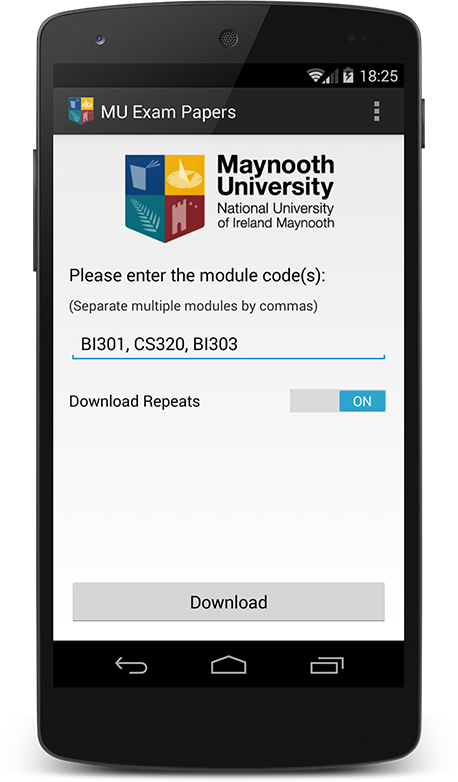 18:25
MU Exam Papers
Maynooth
University
National University
of Ireland Maynooth
Please enter the module code(s):
(Separate multiple modules by commas)
BI301, CS320, BI303
Download Repeats
ON
Download